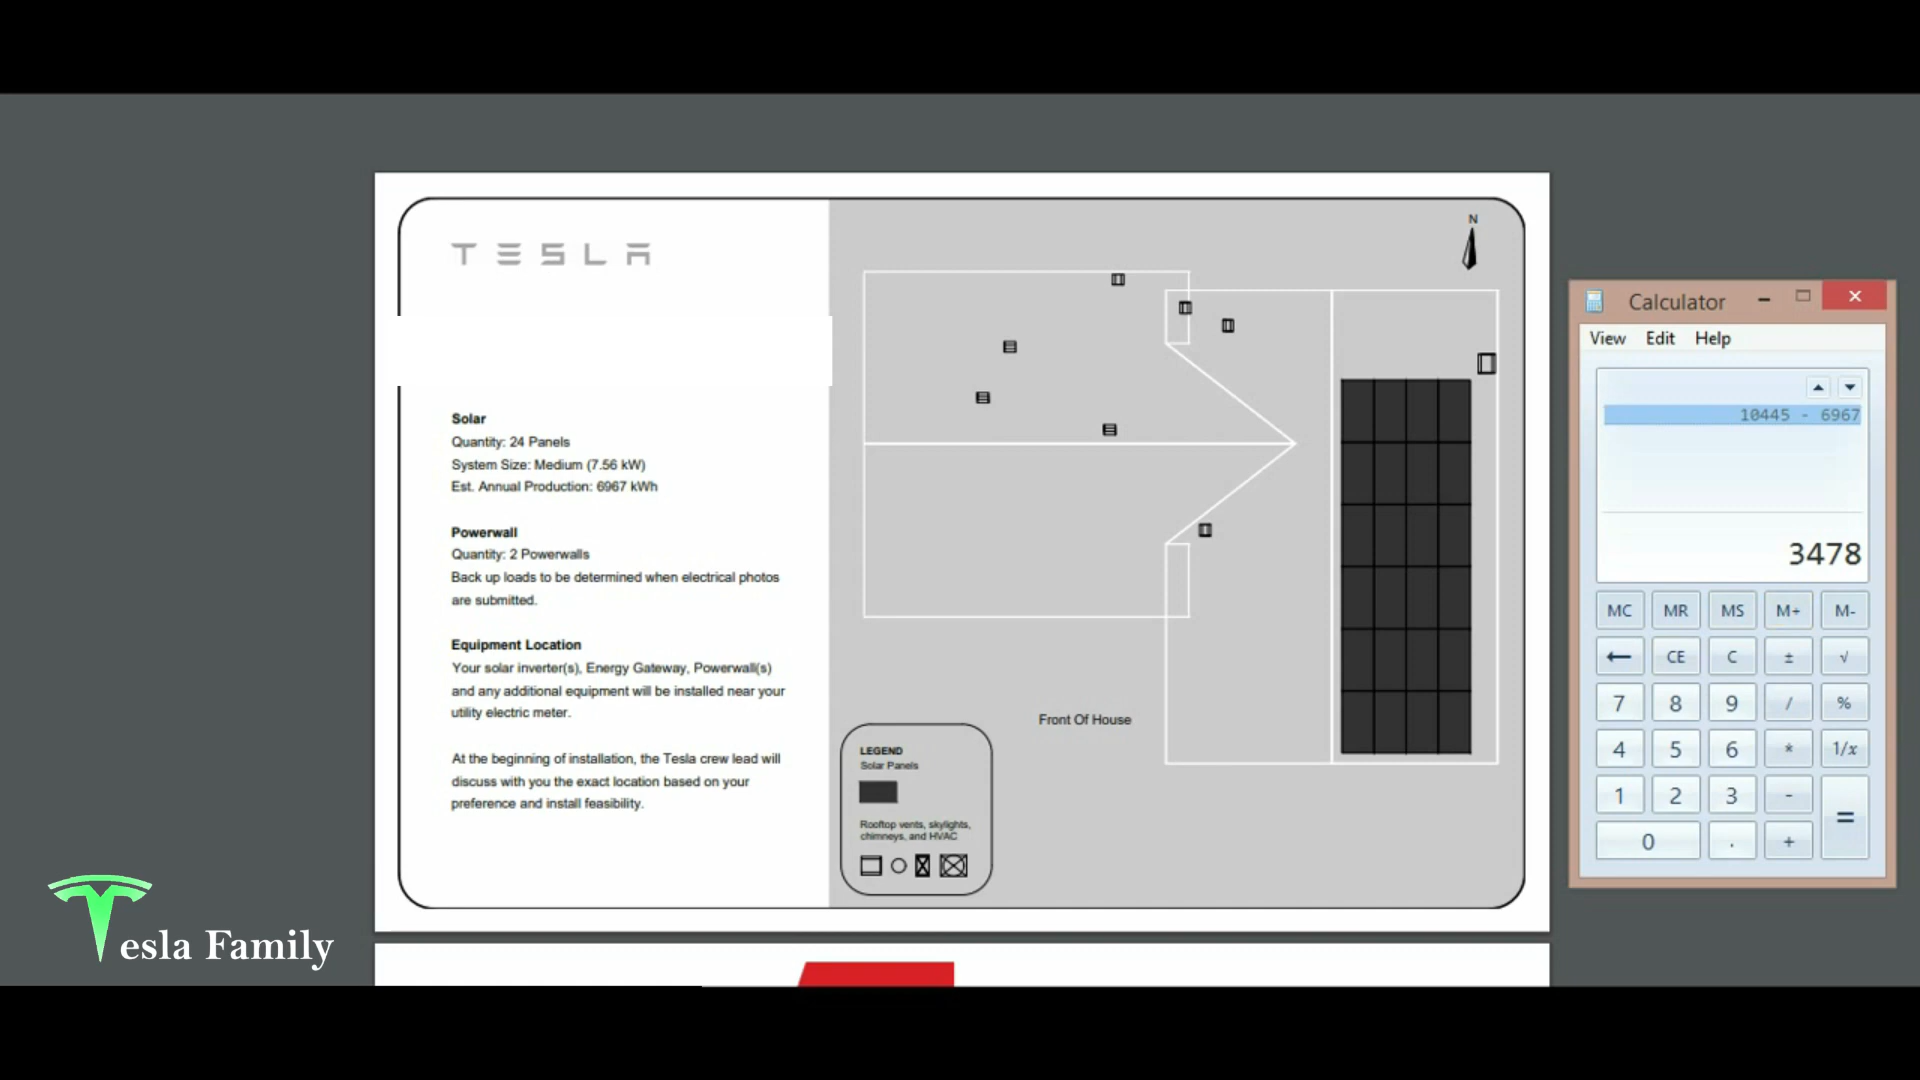 TESLA
Solar
Quantity: 24 Panels
System Size: Medium (7.56 kW)
Est. Annual Production: 6967 kWh
Powerwall
Quantity: 2 Powerwalls
Back up loads to be determined when electrical photos
are submitted.
Equipment Location
Your solar inverter(s), Energy Gateway, Powerwall(s)
and any additional equipment will be installed near your
utility electric meter.
At the beginning of installation, the Tesla crew lead will
discuss with you the exact location based on your
preference and install feasibility.
N
Front Of House
LEGEND
Solar Panels
Rooftop vents, skylights,
chimneys, and HVAC
Calculator
View Edit Help
10445 - 6967
3478
MC MR MS M+ M-
← CE C ± √
7 8 9 / %
4 5 6 * 1/x
1 2 3 - =
0 . +
Tesla Family